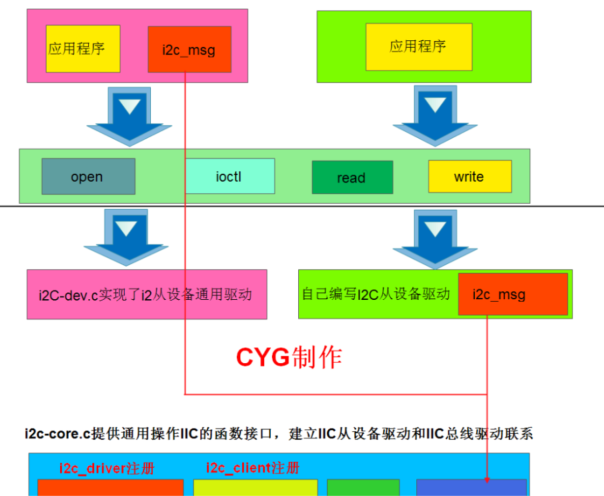 应用程序
i2c_msg
应用程序
open
ioctl
read
write
i2C-dev.c实现了i2从设备通用驱动
自己编写I2C从设备驱动
i2c_msg
CYG制作
i2c-core.c提供通用操作IIC的函数接口，建立IIC从设备驱动和IIC总线驱动联系
i2c_driver注册
i2c_client注册